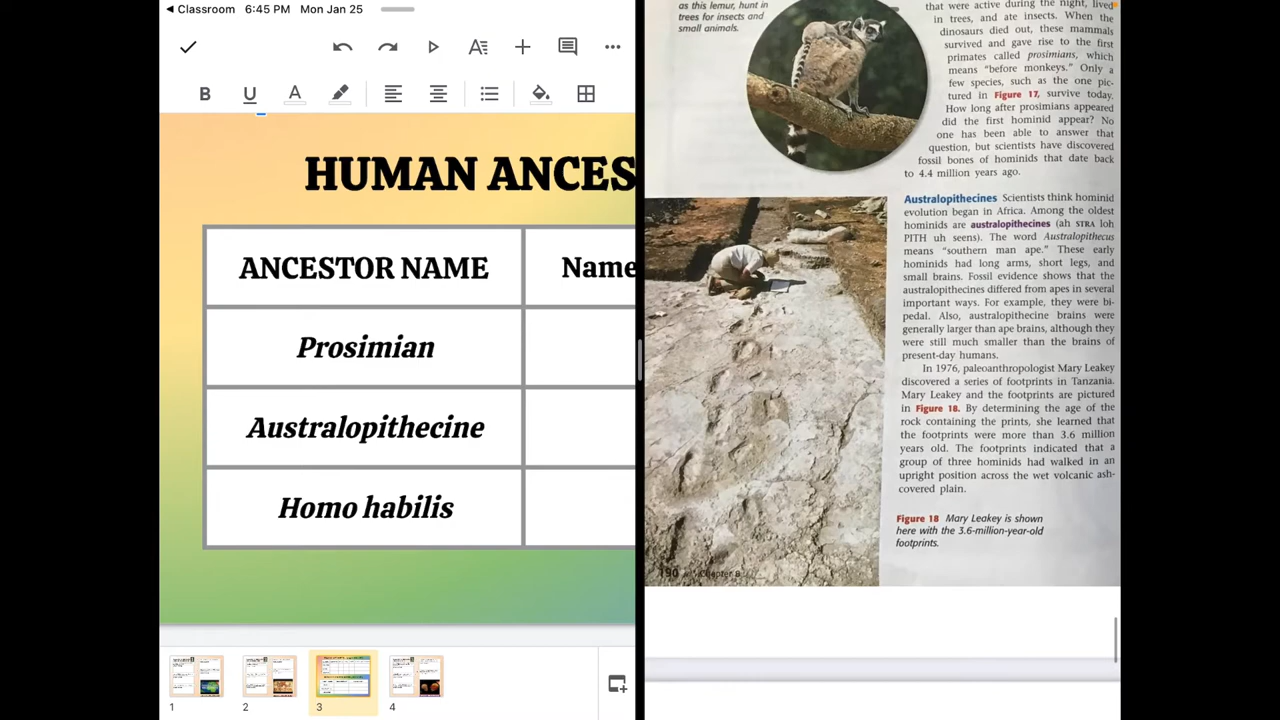 Classroom 6:45 PM Mon Jan 25
B U A
HUMAN ANCES
ANCESTOR NAME Name
Prosimian
Australopithecine
Homo habilis
1 2 3 4
as this lemur, hunt in
trees for insects and
small animals.
that were active during the night, lived
in trees, and ate insects. When the
dinosaurs died out, these mammals
survived and gave rise to the first
primates called prosimians, which
means "before monkeys." Only a
few species, such as the one pic-
tured in Figure 17, survive today.
How long after prosimians appeared
did the first hominid appear? No
one has been able to answer that
question, but scientists have discovered
fossil bones of hominids that date back
to 4.4 million years ago.
Australopithecines Scientists think hominid
evolution began in Africa. Among the oldest
hominids are australopithecines (ah STRA loh
PITH uh seens). The word Australopithecus
means "southern man ape." These early
hominids had long arms, short legs, and
small brains. Fossil evidence shows that the
australopithecines differed from apes in several
important ways. For example, they were bi-
pedal. Also, australopithecine brains were
generally larger than ape brains, although they
were still much smaller than the brains of
present-day humans.
In 1976, paleoanthropologist Mary Leakey
discovered a series of footprints in Tanzania.
Mary Leakey and the footprints are pictured
in Figure 18. By determining the age of the
rock containing the prints, she learned that
the footprints were more than 3.6 million
years old. The footprints indicated that a
group of three hominids had walked in an
upright position across the wet volcanic ash-
covered plain.
Figure 18 Mary Leakey is shown
here with the 3.6-million-year-old
footprints.
190 Chapter 8